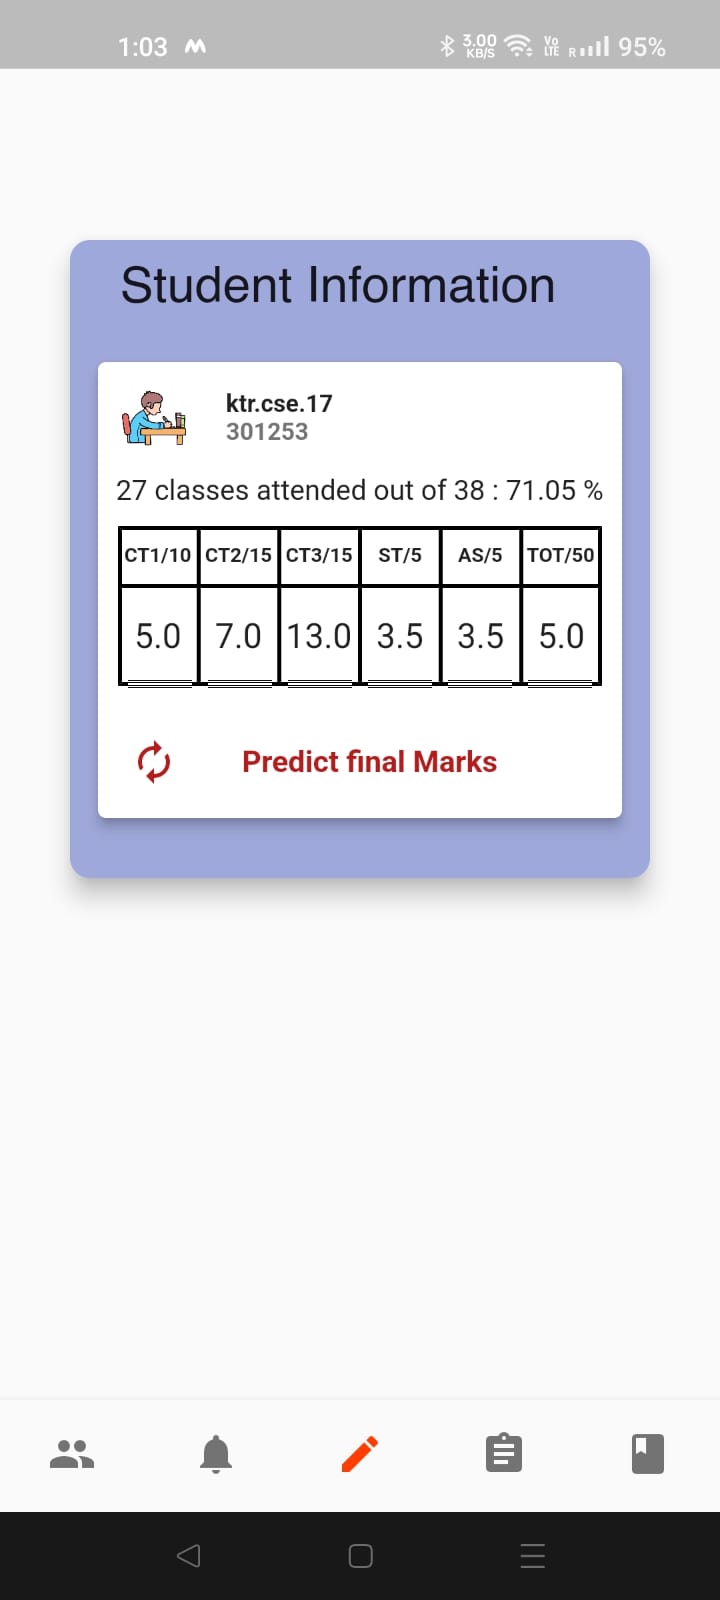 1:03 3.00 KB/S Vo LTE R 95%
Student Information
ktr.cse.17
301253
27 classes attended out of 38 : 71.05 %
CT1/10 CT2/15 CT3/15 ST/5 AS/5 TOT/50
5.0 7.0 13.0 3.5 3.5 5.0
Predict final Marks